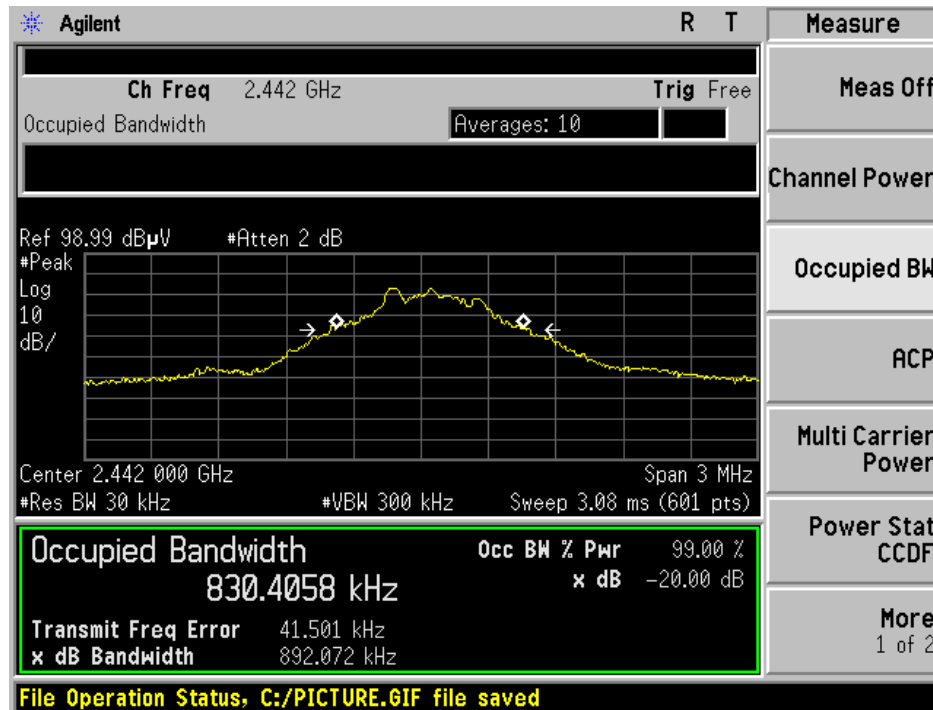 Agilent R T
Ch Freq 2.442 GHz Trig Free
Occupied Bandwidth Averages: 10
Ref 98.99 dBµV #Atten 2 dB
#Peak
Log
10
dB/
Center 2.442 000 GHz Span 3 MHz
#Res BW 30 kHz #VBW 300 kHz Sweep 3.08 ms (601 pts)
Occupied Bandwidth Occ BW % Pwr 99.00 %
830.4058 kHz x dB -20.00 dB
Transmit Freq Error 41.501 kHz
x dB Bandwidth 892.072 kHz
File Operation Status, C:/PICTURE.GIF file saved
Measure
Meas Off
Channel Power
Occupied BW
ACP
Multi Carrier
Power
Power Stat
CCDF
More
1 of 2